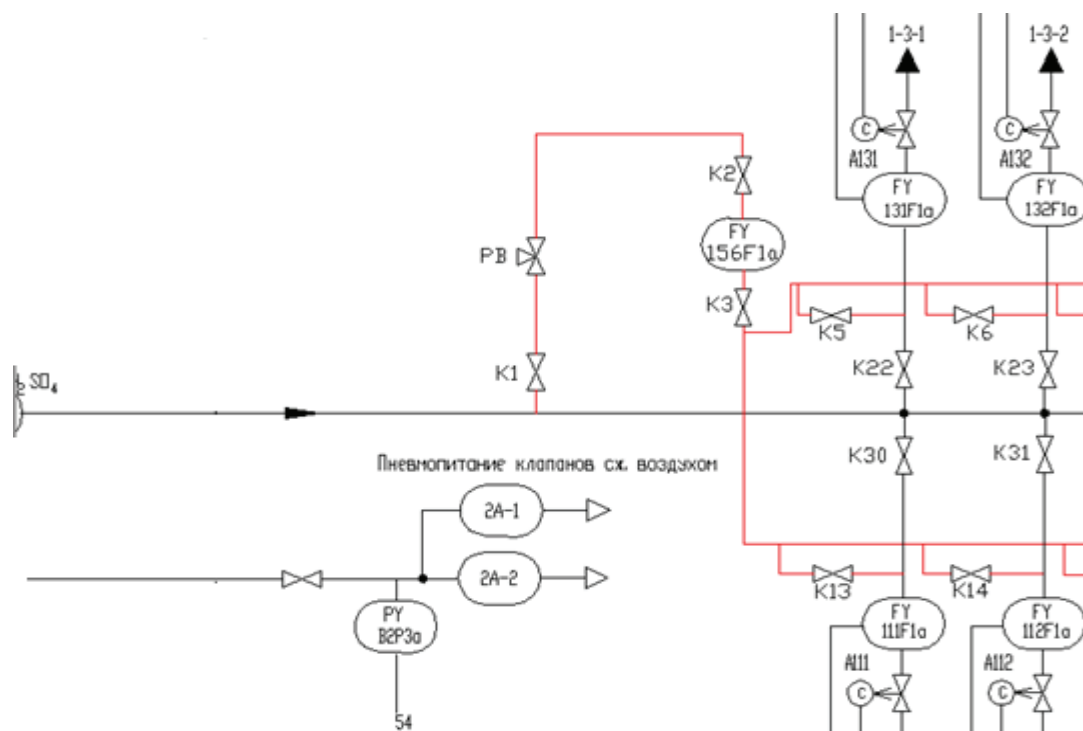 1-3-1
1-3-2
C
C
A131
A132
K2
FY
131F1a
FY
132F1a
FY
156F1a
РВ
K3
K5
K6
K1
K22
K23
SO₄
K30
K31
Пневмопитание клапанов сж. воздухом
2A-1
2A-2
K13
K14
PY
B2P3a
FY
111F1a
FY
112F1a
A111
A112
C
C
54